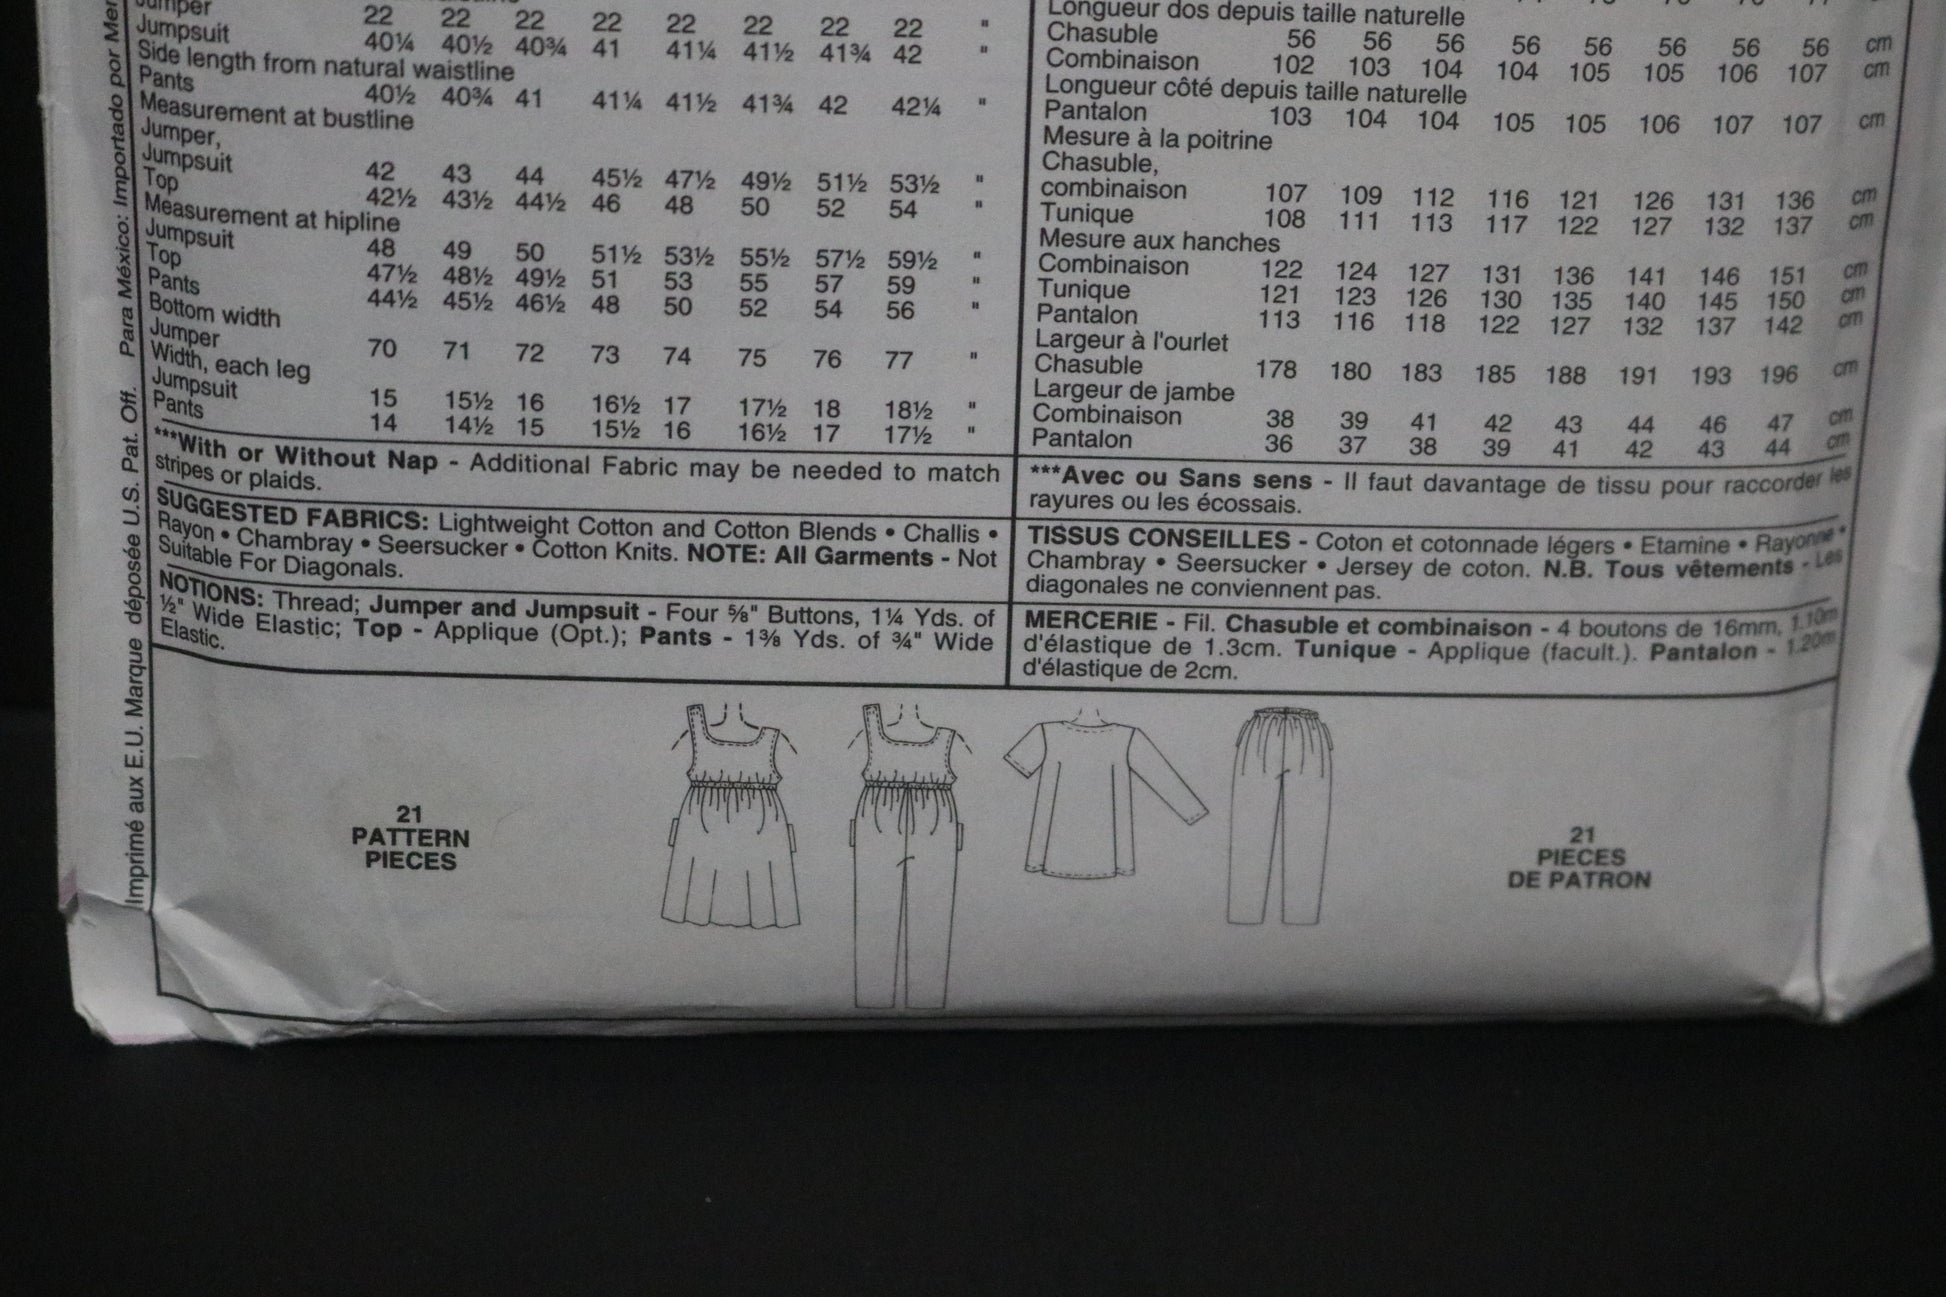 Jumper 22 22 22 22 22 22 22 22 "
Jumpsuit 40¼ 40½ 40¾ 41 41¼ 41½ 41¾ 42 "
Side length from natural waistline
Pants 40½ 40¾ 41 41¼ 41½ 41¾ 42 42¼ "
Measurement at bustline
Jumper,
Jumpsuit 42 43 44 45½ 47½ 49½ 51½ 53½ "
Top 42½ 43½ 44½ 46 48 50 52 54 "
Measurement at hipline
Jumpsuit 48 49 50 51½ 53½ 55½ 57½ 59½ "
Top 47½ 48½ 49½ 51 53 55 57 59 "
Pants 44½ 45½ 46½ 48 50 52 54 56 "
Bottom width
Jumper 70 71 72 73 74 75 76 77 "
Width, each leg
Jumpsuit 15 15½ 16 16½ 17 17½ 18 18½ "
Pants 14 14½ 15 15½ 16 16½ 17 17½ "
***With or Without Nap - Additional Fabric may be needed to match
stripes or plaids.
SUGGESTED FABRICS: Lightweight Cotton and Cotton Blends • Challis •
Rayon • Chambray • Seersucker • Cotton Knits. NOTE: All Garments - Not
Suitable For Diagonals.
NOTIONS: Thread; Jumper and Jumpsuit - Four ⅝" Buttons, 1¼ Yds. of
½" Wide Elastic; Top - Applique (Opt.); Pants - 1⅜ Yds. of ¾" Wide
Elastic.
Longueur dos depuis taille naturelle
Chasuble 56 56 56 56 56 56 56 56 cm
Combinaison 102 103 104 104 105 105 106 107 cm
Longueur côté depuis taille naturelle
Pantalon 103 104 104 105 105 106 107 107 cm
Mesure à la poitrine
Chasuble,
combinaison 107 109 112 116 121 126 131 136 cm
Tunique 108 111 113 117 122 127 132 137 cm
Mesure aux hanches
Combinaison 122 124 127 131 136 141 146 151 cm
Tunique 121 123 126 130 135 140 145 150 cm
Pantalon 113 116 118 122 127 132 137 142 cm
Largeur à l'ourlet
Chasuble 178 180 183 185 188 191 193 196 cm
Largeur de jambe
Combinaison 38 39 41 42 43 44 46 47 cm
Pantalon 36 37 38 39 41 42 43 44 cm
***Avec ou Sans sens - Il faut davantage de tissu pour raccorder les
rayures ou les écossais.
TISSUS CONSEILLES - Coton et cotonnade légers • Etamine • Rayonne •
Chambray • Seersucker • Jersey de coton. N.B. Tous vêtements - Les
diagonales ne conviennent pas.
MERCERIE - Fil. Chasuble et combinaison - 4 boutons de 16mm, 1.10m
d'élastique de 1.3cm. Tunique - Applique (facult.). Pantalon - 1.20m
d'élastique de 2cm.
21
PATTERN
PIECES
21
PIECES
DE PATRON
Imprimé aux E.U. Marque déposée U.S. Pat. Off. Para México: Importado por Mer